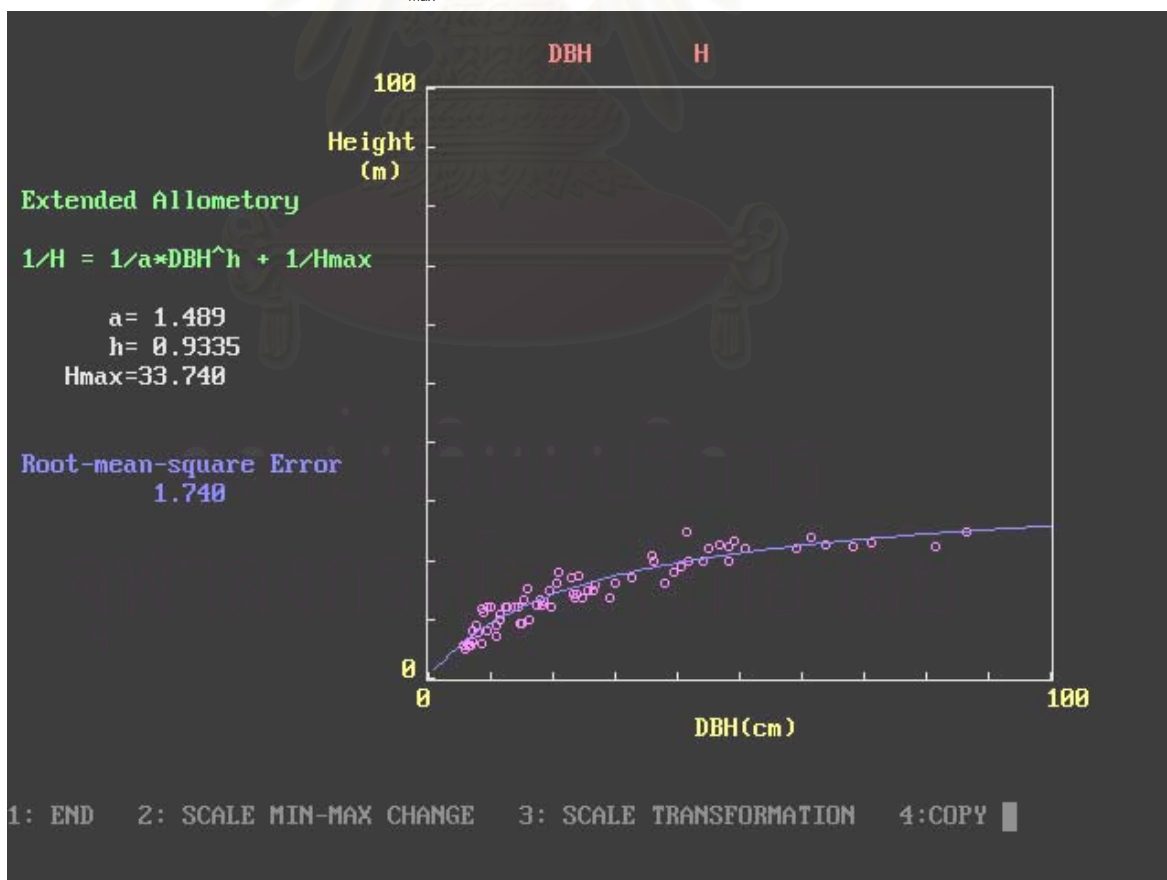 max
DBH H
100
Height
(m)
Extended Allometory
1/H = 1/a*DBH^h + 1/Hmax
a= 1.489
h= 0.9335
Hmax=33.740
Root-mean-square Error
1.740
0
0 100
DBH(cm)
1: END 2: SCALE MIN-MAX CHANGE 3: SCALE TRANSFORMATION 4:COPY